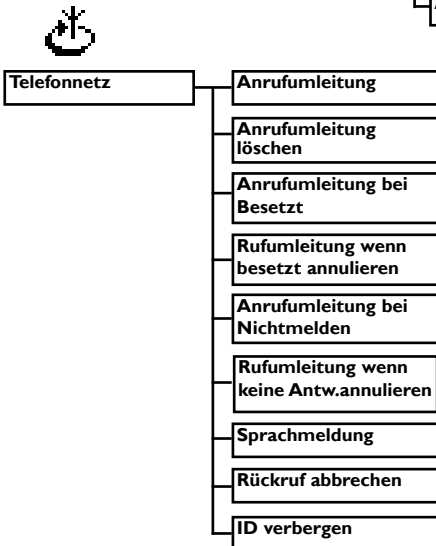 Telefonnetz
Anrufumleitung
Anrufumleitung
löschen
Anrufumleitung bei
Besetzt
Rufumleitung wenn
besetzt annulieren
Anrufumleitung bei
Nichtmelden
Rufumleitung wenn
keine Antw.annulieren
Sprachmeldung
Rückruf abbrechen
ID verbergen